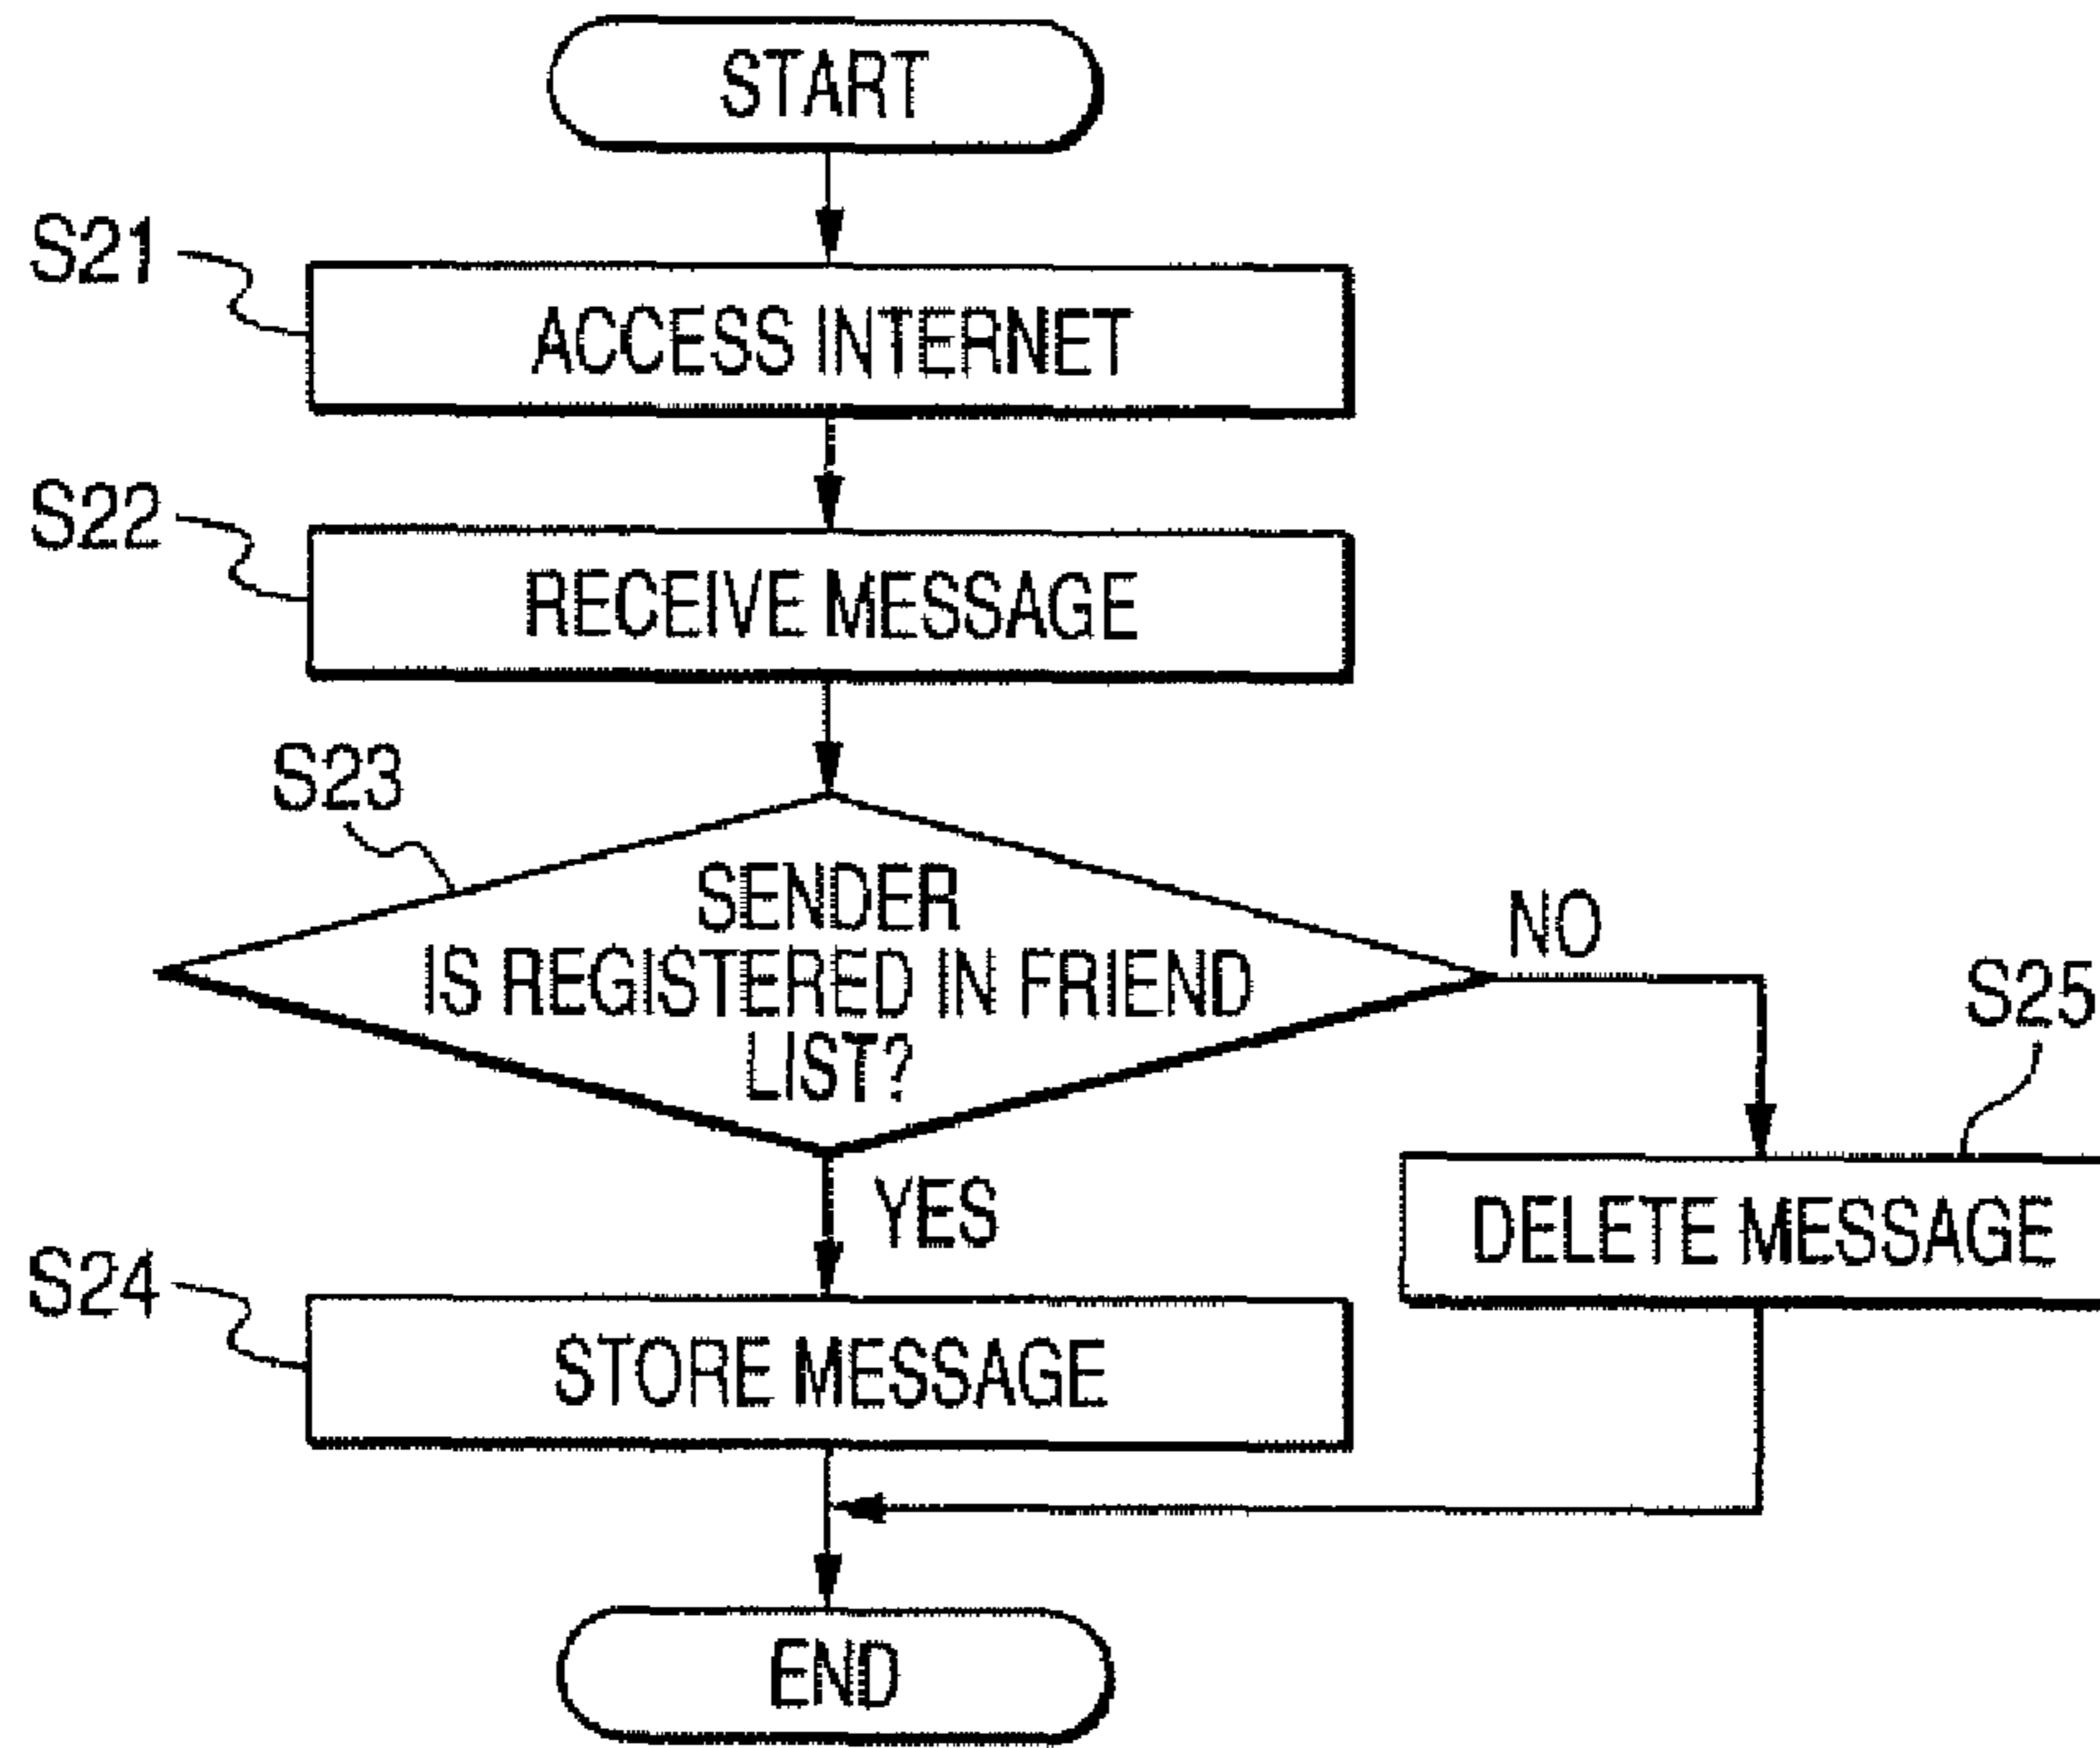 START
S21
ACCESS INTERNET
S22
RECEIVE MESSAGE
S23
SENDER
IS REGISTERED IN FRIEND
LIST?
NO
S25
YES
DELETE MESSAGE
S24
STORE MESSAGE
END